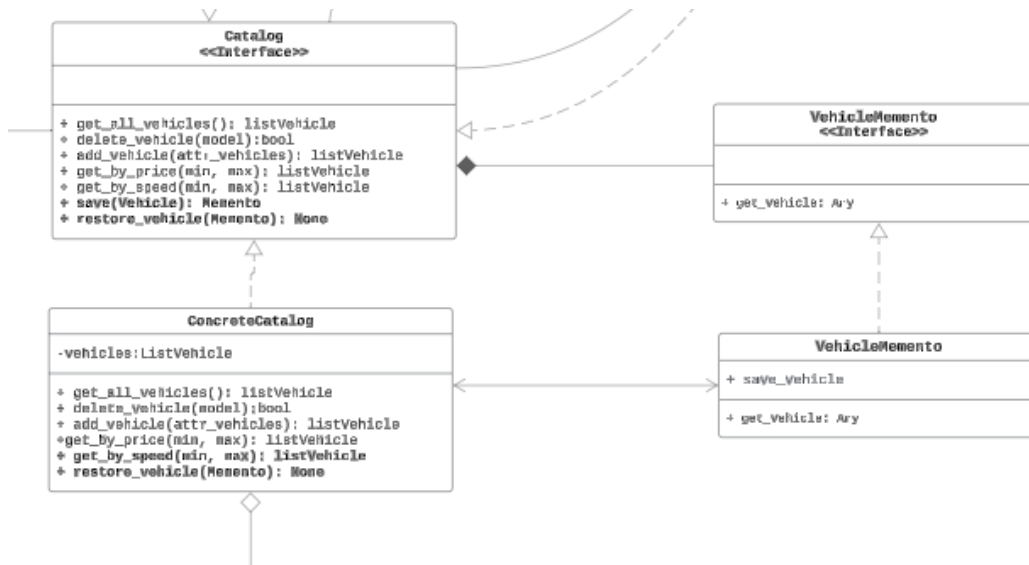 Catalog
<<Interface>>
+ get_all_vehicles(): listVehicle
+ delete_vehicle(model):bool
+ add_vehicle(attr_vehicles): listVehicle
+ get_by_price(min, max): listVehicle
+ get_by_speed(min, max): listVehicle
+ save(Vehicle): Memento
+ restore_vehicle(Memento): None
VehicleMemento
<<Interface>>
+ get_Vehicle: Any
ConcreteCatalog
-vehicles:ListVehicle
+ get_all_vehicles(): listVehicle
+ delete_vehicle(model):bool
+ add_vehicle(attr_vehicles): listVehicle
+get_by_price(min, max): listVehicle
+ get_by_speed(min, max): listVehicle
+ restore_vehicle(Memento): None
VehicleMemento
+ save_Vehicle
+ get_Vehicle: Any